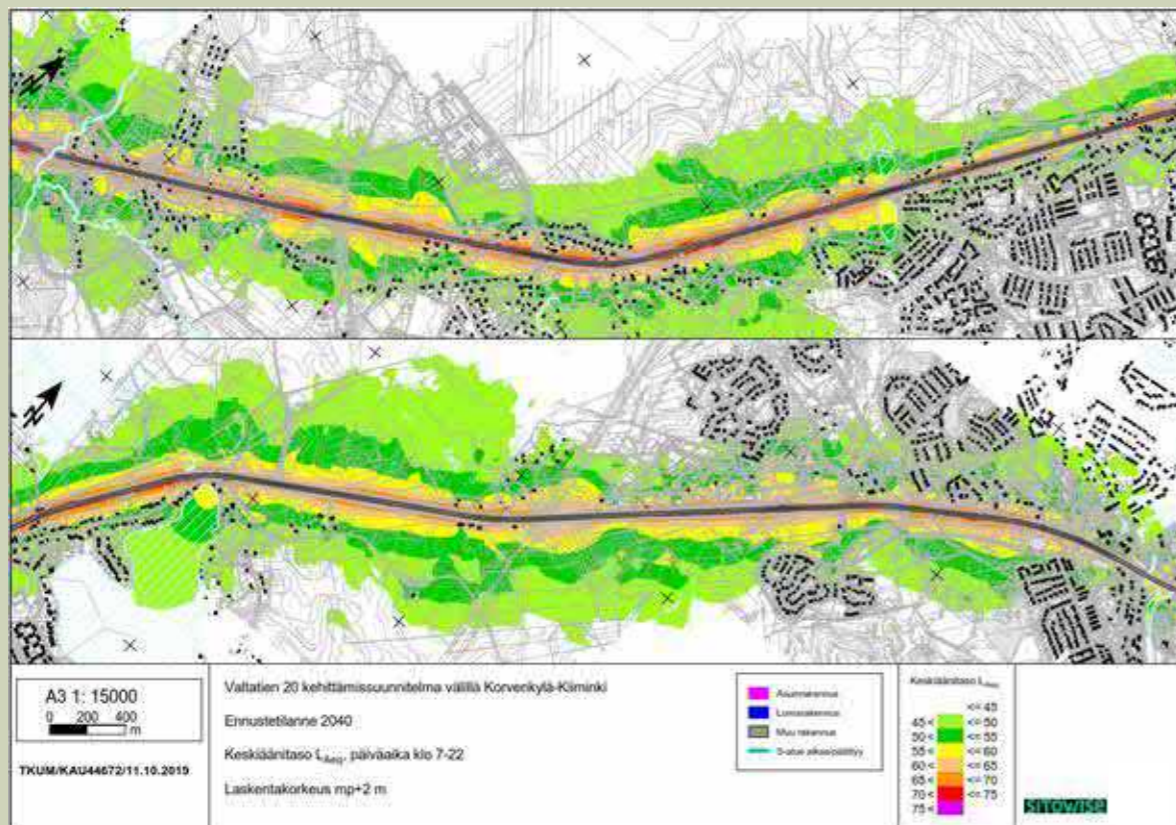 N
N
A3 1: 15000
0 200 400
m
TKUM/KAU44672/11.10.2019
Valtatien 20 kehittämissuunnitelma välillä Korvenkylä-Kiiminki
Ennustetilanne 2040
Keskiäänitaso LAeq, päiväaika klo 7-22
Laskentakorkeus mp+2 m
Asuinrakennus
Lomarakennus
Muu rakennus
Keskiäänitaso LAeq
<= 45
45 < <= 50
50 < <= 55
55 < <= 60
60 < <= 65
65 < <= 70
70 < <= 75
75 <
sitowise